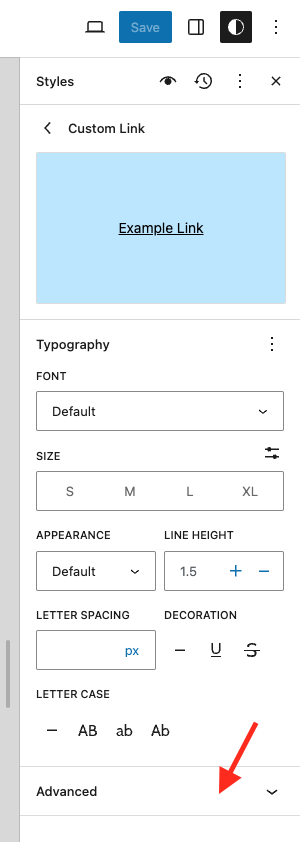 Save
Styles
Custom Link
Example Link
Typography
FONT
Default
SIZE
S M L XL
APPEARANCE LINE HEIGHT
Default 1.5 + −
LETTER SPACING DECORATION
px − U S
LETTER CASE
− AB ab Ab
Advanced